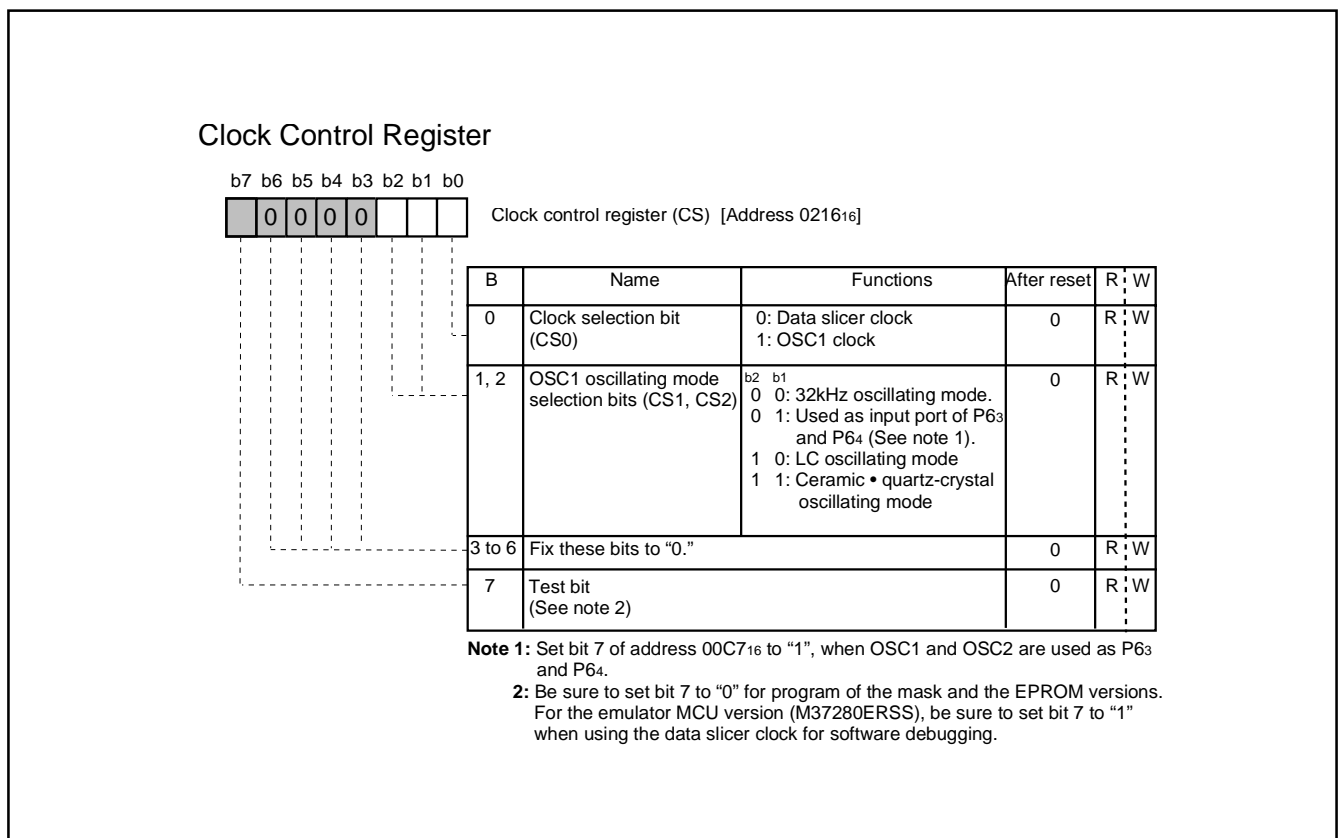 Clock Control Register
b7 b6 b5 b4 b3 b2 b1 b0
0 0 0 0
Clock control register (CS) [Address 021616]
B Name Functions After reset R W
0 Clock selection bit (CS0) 0: Data slicer clock 0 R W
1: OSC1 clock
1, 2 OSC1 oscillating mode selection bits (CS1, CS2) b2 b1 0 R W
0 0: 32kHz oscillating mode.
0 1: Used as input port of P63
and P64 (See note 1).
1 0: LC oscillating mode
1 1: Ceramic • quartz-crystal
oscillating mode
3 to 6 Fix these bits to “0.” 0 R W
7 Test bit 0 R W
(See note 2)
Note 1: Set bit 7 of address 00C716 to “1”, when OSC1 and OSC2 are used as P63
and P64.
2: Be sure to set bit 7 to “0” for program of the mask and the EPROM versions.
For the emulator MCU version (M37280ERSS), be sure to set bit 7 to “1”
when using the data slicer clock for software debugging.